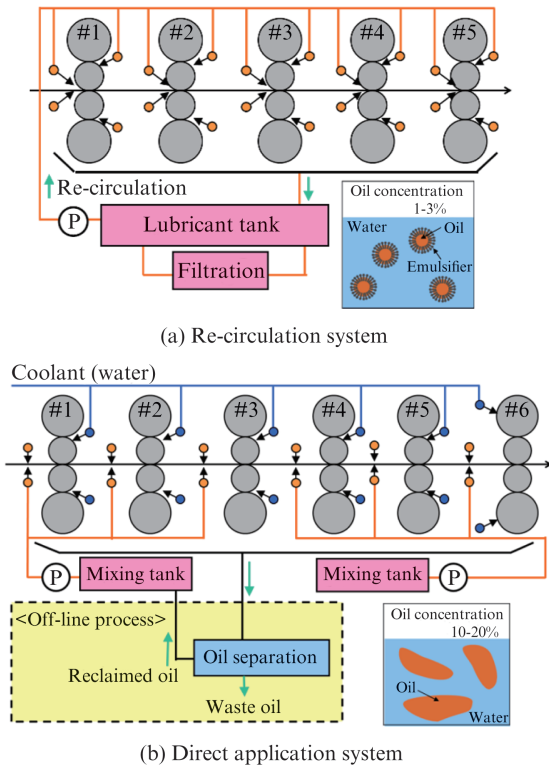 #1 #2 #3 #4 #5
Re-circulation
P
Lubricant tank
Filtration
Oil concentration
1-3%
Water
Oil
Emulsifier
(a) Re-circulation system
Coolant (water)
#1 #2 #3 #4 #5 #6
P
Mixing tank
Mixing tank
P
<Off-line process>
Reclaimed oil
Oil separation
Waste oil
Oil concentration
10-20%
Oil
Water
(b) Direct application system